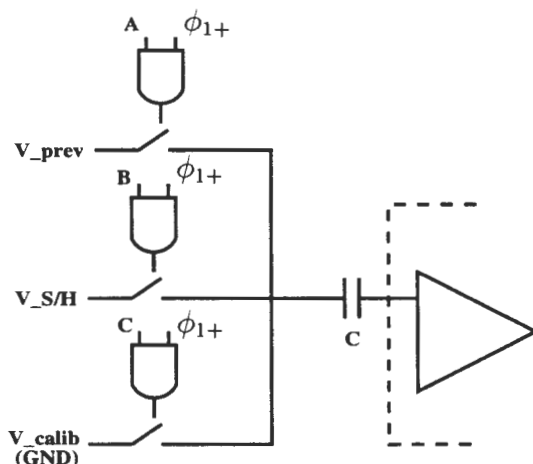 A ϕ1+
V_prev
B ϕ1+
V_S/H
C ϕ1+
C
V_calib
(GND)